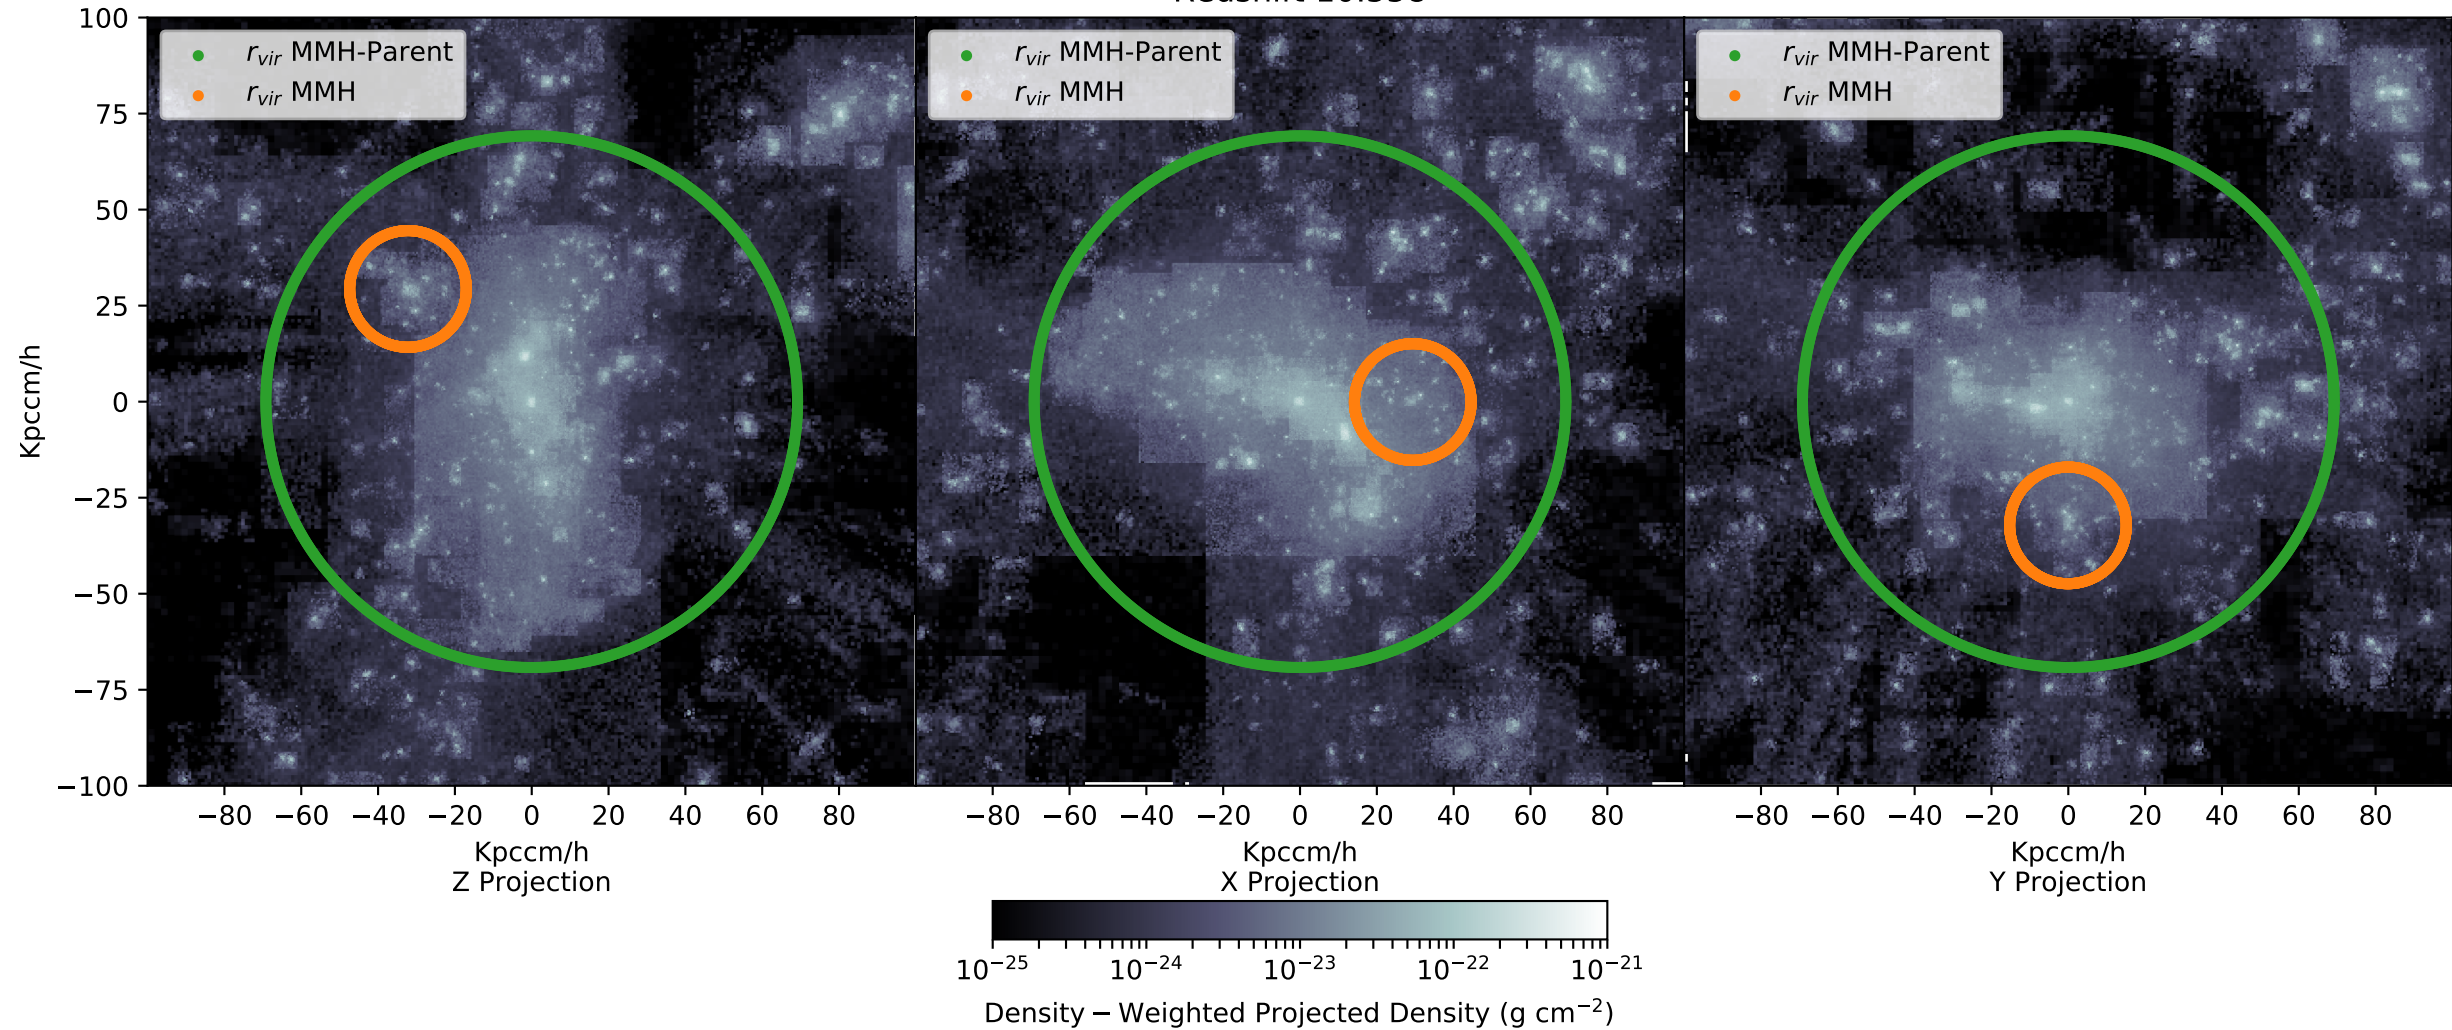 r_vir MMH-Parent
r_vir MMH
r_vir MMH-Parent
r_vir MMH
r_vir MMH-Parent
r_vir MMH
100
75
50
25
0
−25
−50
−75
−100
Kpccm/h
−80 −60 −40 −20 0 20 40 60 80
−80 −60 −40 −20 0 20 40 60 80
−80 −60 −40 −20 0 20 40 60 80
Kpccm/h
Z Projection
Kpccm/h
X Projection
Kpccm/h
Y Projection
10⁻²⁵ 10⁻²⁴ 10⁻²³ 10⁻²² 10⁻²¹
Density − Weighted Projected Density (g cm⁻²)